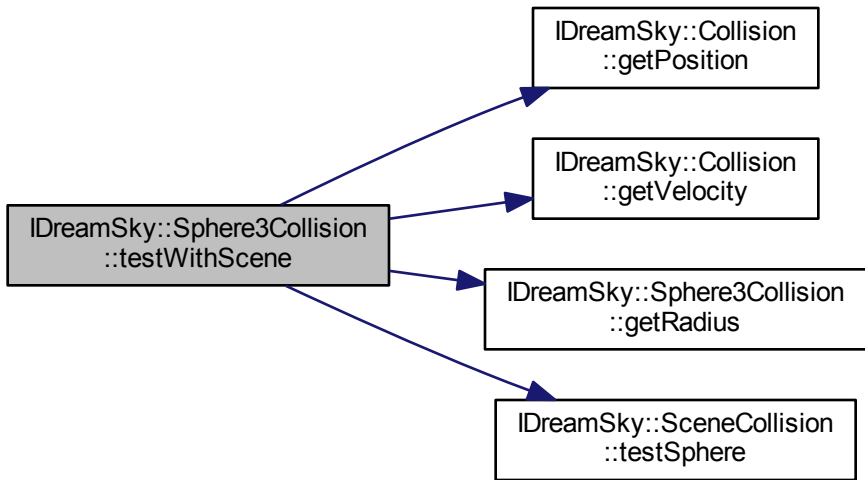 IDreamSky::Collision
::getPosition
IDreamSky::Collision
::getVelocity
IDreamSky::Sphere3Collision
::testWithScene
IDreamSky::Sphere3Collision
::getRadius
IDreamSky::SceneCollision
::testSphere